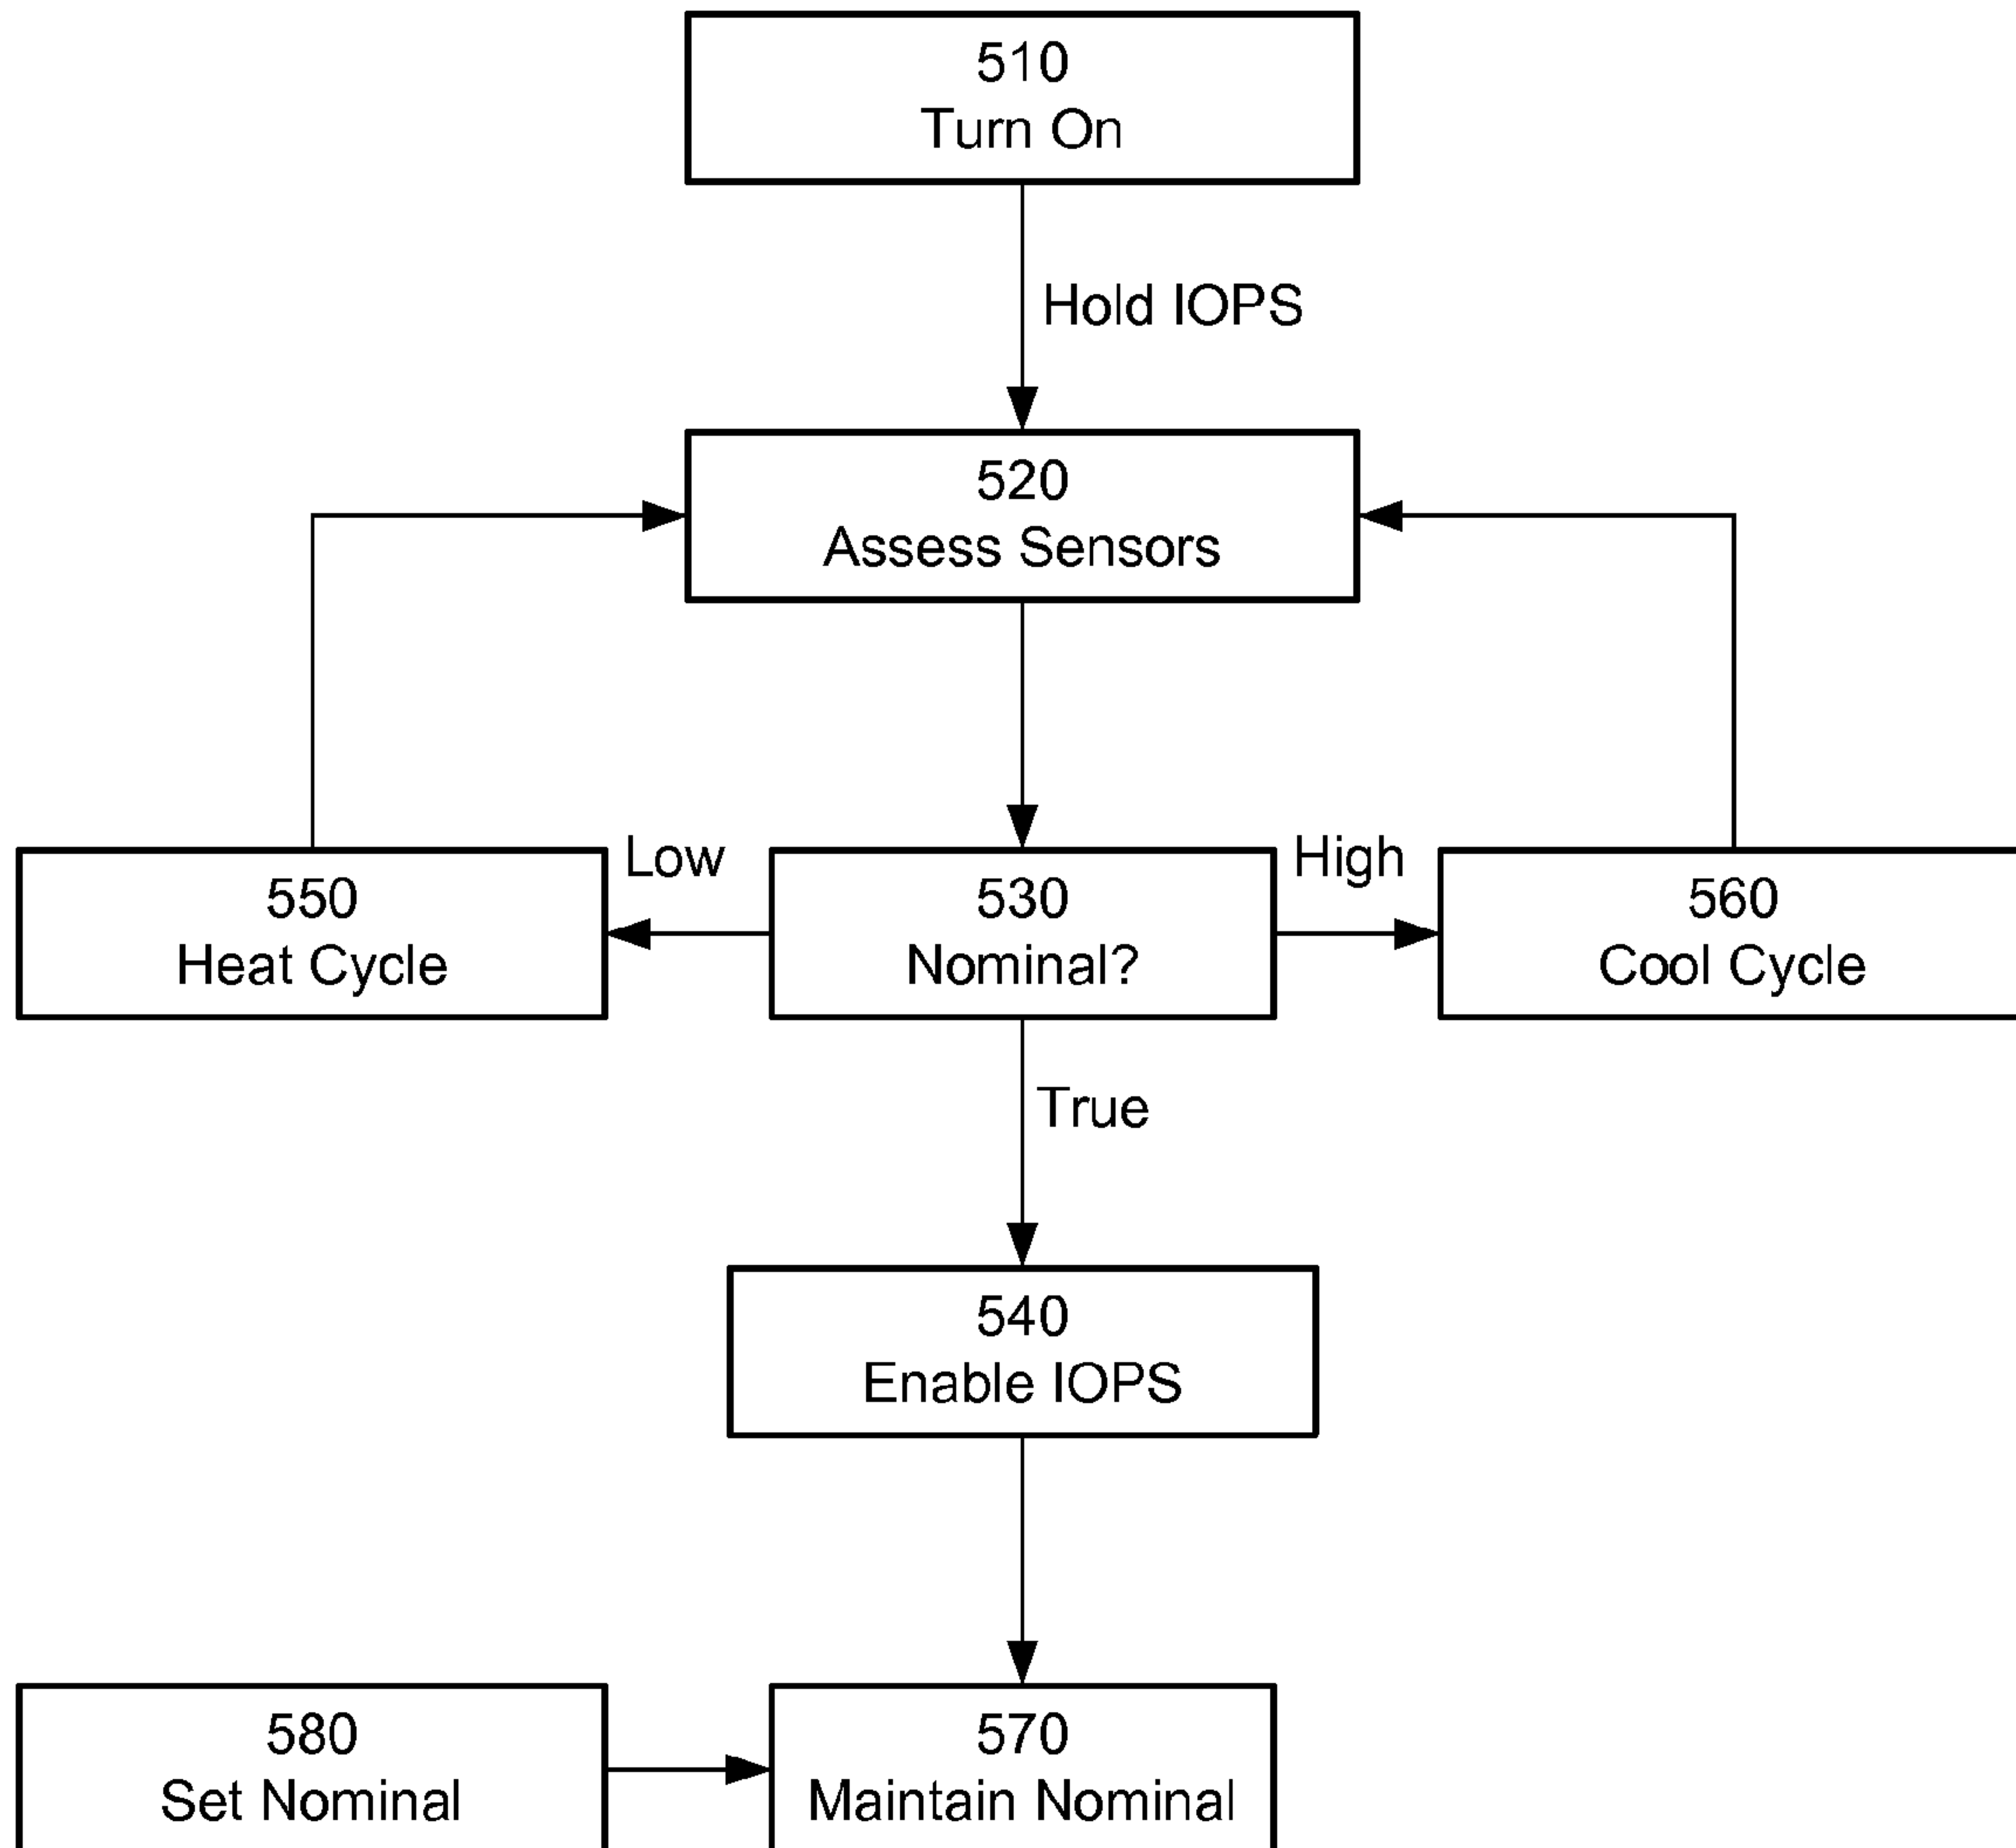 510
Turn On
Hold IOPS
520
Assess Sensors
Low
High
550
Heat Cycle
530
Nominal?
560
Cool Cycle
True
540
Enable IOPS
580
Set Nominal
570
Maintain Nominal